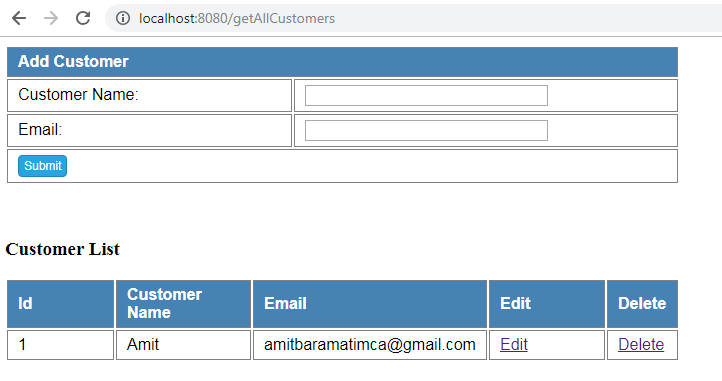 localhost:8080/getAllCustomers
Add Customer
Customer Name:
Email:
Submit
Customer List
Id Customer Name Email Edit Delete
1 Amit amitbaramatimca@gmail.com Edit Delete